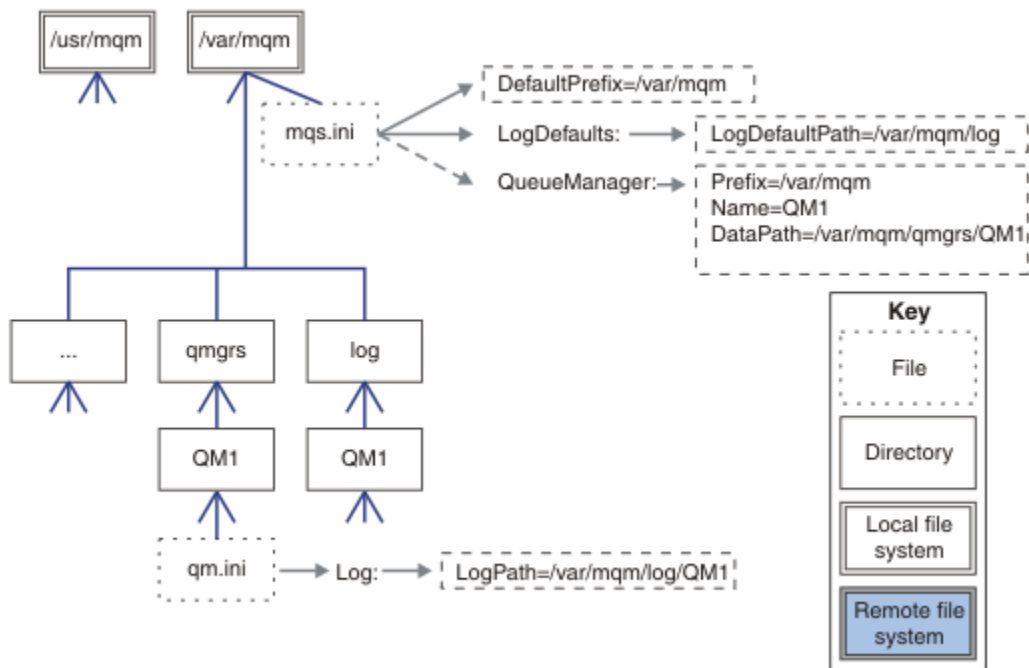 /usr/mqm
/var/mqm
mqs.ini
DefaultPrefix=/var/mqm
LogDefaults:
LogDefaultPath=/var/mqm/log
QueueManager:
Prefix=/var/mqm
Name=QM1
DataPath=/var/mqm/qmgrs/QM1
...
qmgrs
log
QM1
QM1
qm.ini
Log:
LogPath=/var/mqm/log/QM1
Key
File
Directory
Local file
system
Remote file
system